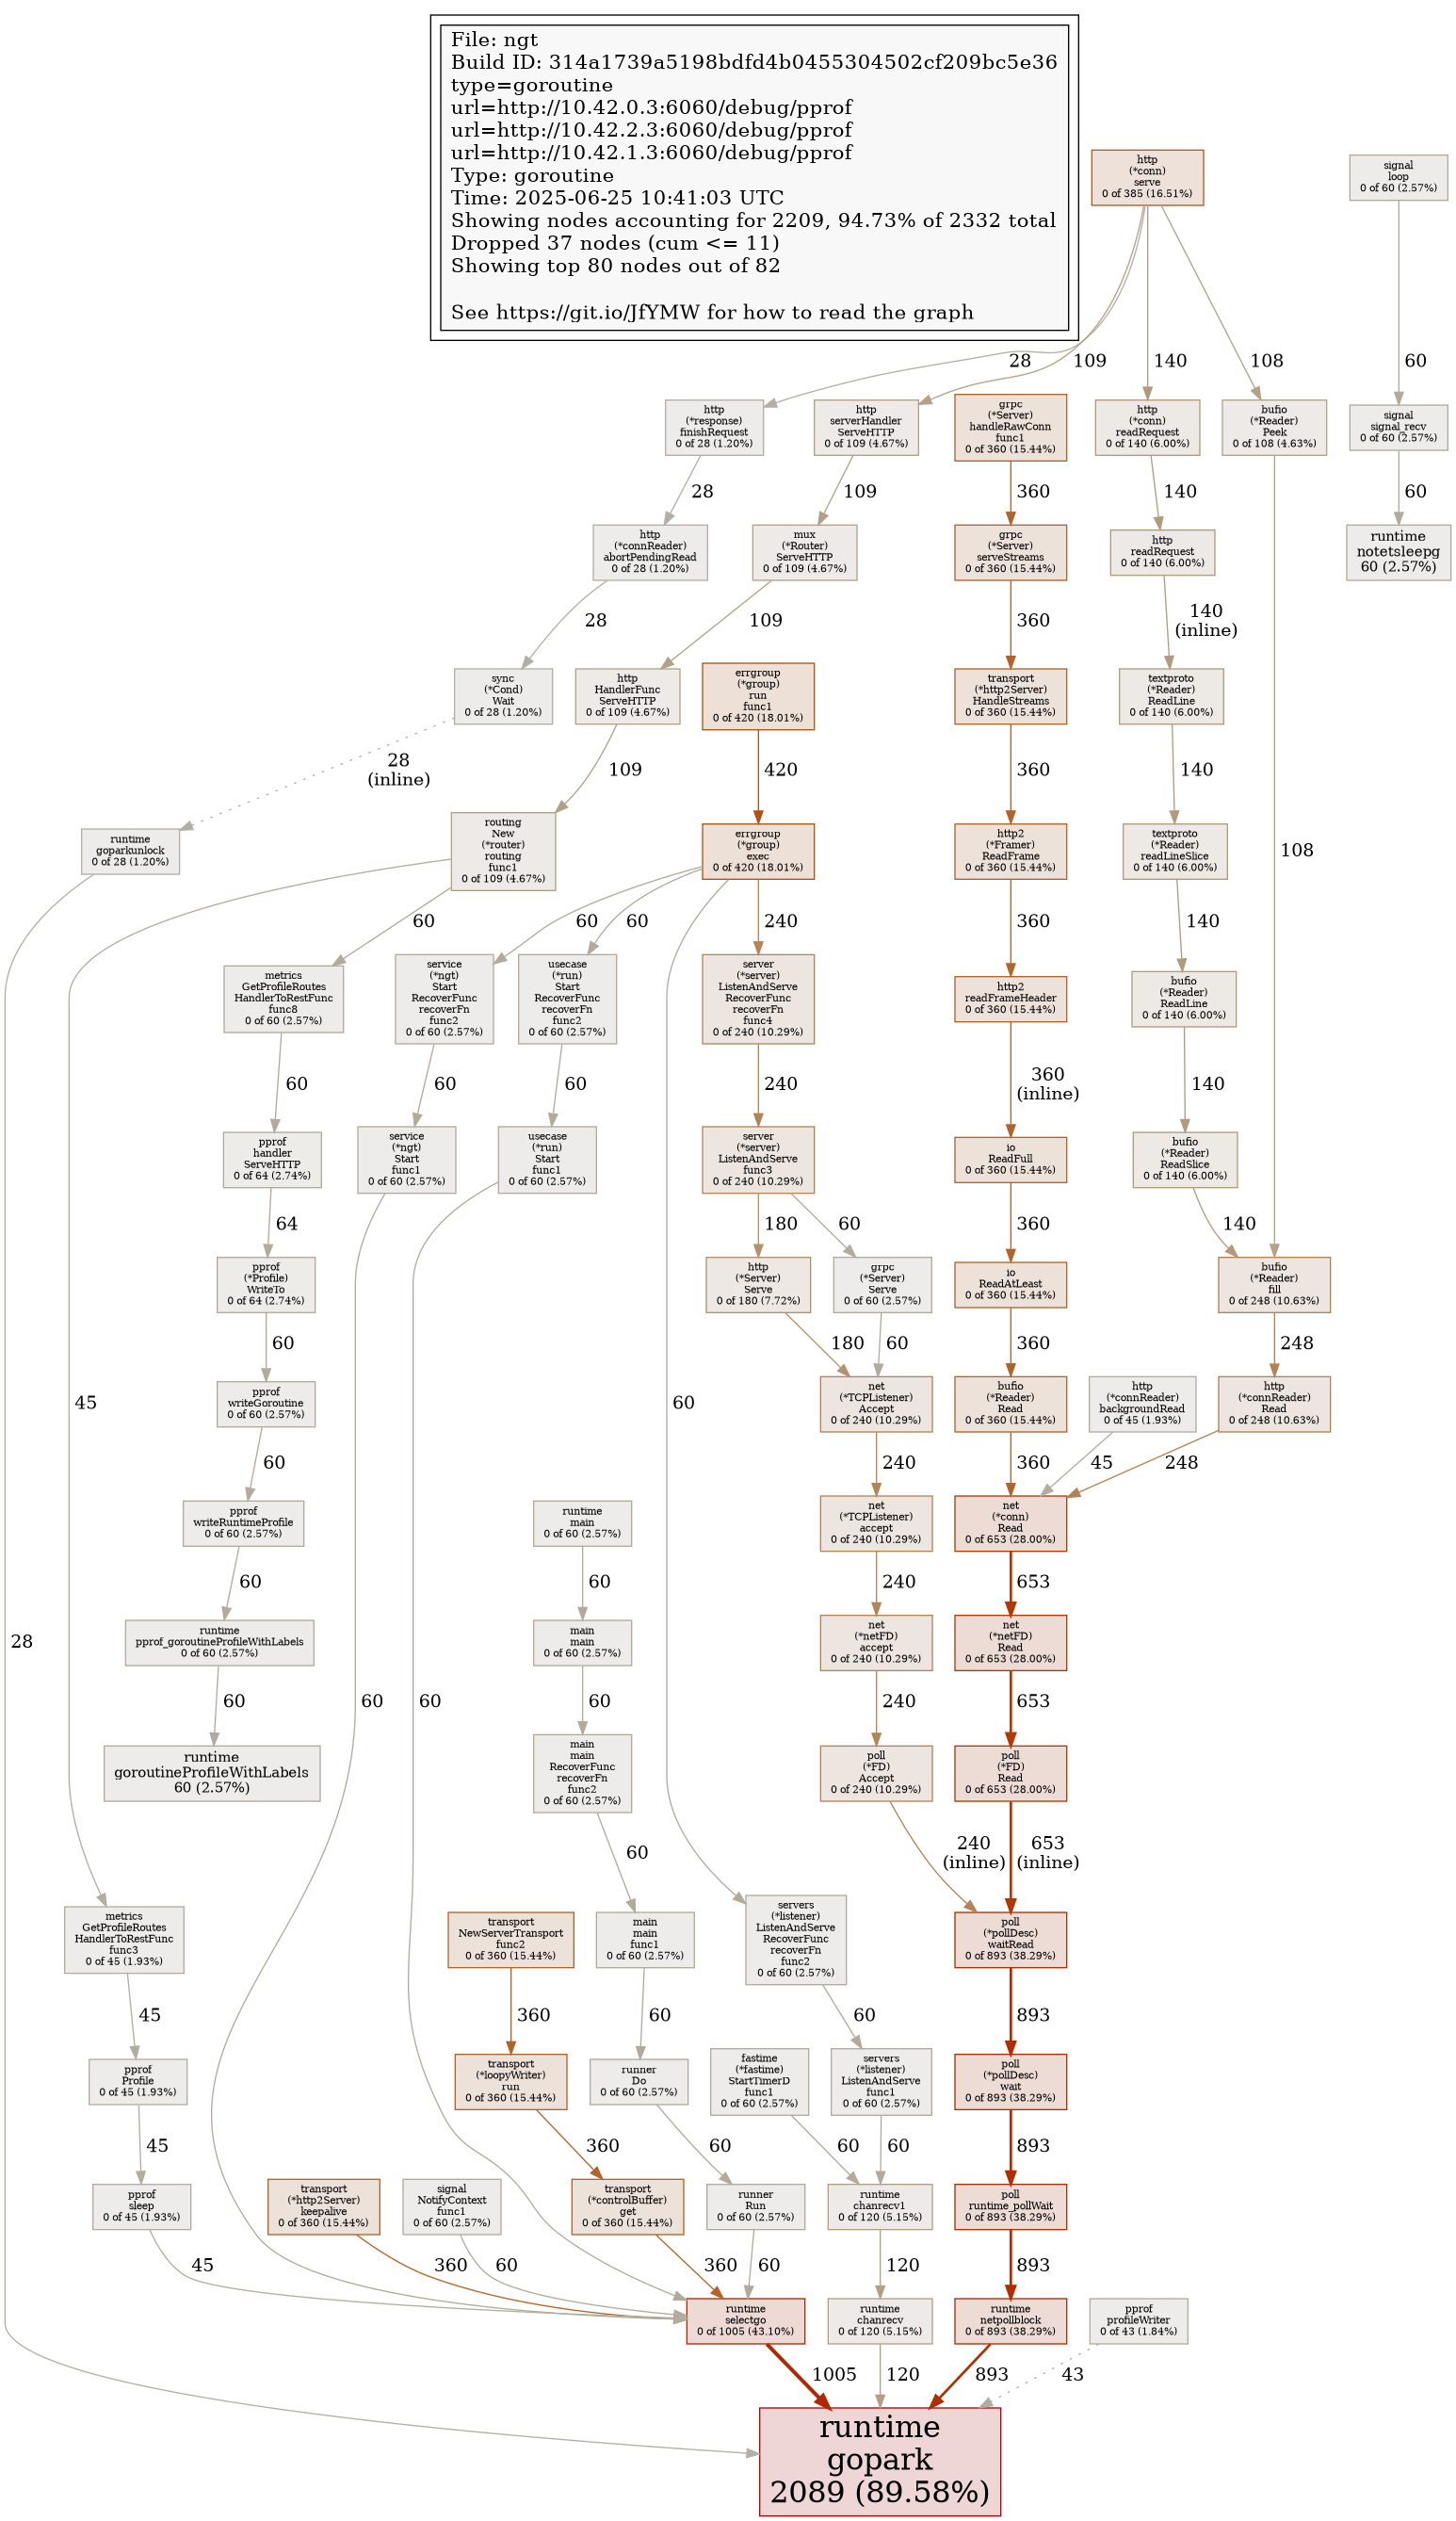 File: ngt
Build ID: 314a1739a5198bdfd4b0455304502cf209bc5e36
type=goroutine
url=http://10.42.0.3:6060/debug/pprof
url=http://10.42.2.3:6060/debug/pprof
url=http://10.42.1.3:6060/debug/pprof
Type: goroutine
Time: 2025-06-25 10:41:03 UTC
Showing nodes accounting for 2209, 94.73% of 2332 total
Dropped 37 nodes (cum <= 11)
Showing top 80 nodes out of 82
See https://git.io/JfYMW for how to read the graph
http
(*conn)
serve
0 of 385 (16.51%)
signal
loop
0 of 60 (2.57%)
28
109
140
108
60
http
(*response)
finishRequest
0 of 28 (1.20%)
http
serverHandler
ServeHTTP
0 of 109 (4.67%)
grpc
(*Server)
handleRawConn
func1
0 of 360 (15.44%)
http
(*conn)
readRequest
0 of 140 (6.00%)
bufio
(*Reader)
Peek
0 of 108 (4.63%)
signal
signal_recv
0 of 60 (2.57%)
28
109
360
140
60
http
(*connReader)
abortPendingRead
0 of 28 (1.20%)
mux
(*Router)
ServeHTTP
0 of 109 (4.67%)
grpc
(*Server)
serveStreams
0 of 360 (15.44%)
http
readRequest
0 of 140 (6.00%)
runtime
notetsleepg
60 (2.57%)
28
109
360
140
(inline)
sync
(*Cond)
Wait
0 of 28 (1.20%)
http
HandlerFunc
ServeHTTP
0 of 109 (4.67%)
errgroup
(*group)
run
func1
0 of 420 (18.01%)
transport
(*http2Server)
HandleStreams
0 of 360 (15.44%)
textproto
(*Reader)
ReadLine
0 of 140 (6.00%)
28
(inline)
109
420
360
140
108
runtime
goparkunlock
0 of 28 (1.20%)
routing
New
(*router)
routing
func1
0 of 109 (4.67%)
errgroup
(*group)
exec
0 of 420 (18.01%)
http2
(*Framer)
ReadFrame
0 of 360 (15.44%)
textproto
(*Reader)
readLineSlice
0 of 140 (6.00%)
60
60
60
240
360
140
metrics
GetProfileRoutes
HandlerToRestFunc
func8
0 of 60 (2.57%)
service
(*ngt)
Start
RecoverFunc
recoverFn
func2
0 of 60 (2.57%)
usecase
(*run)
Start
RecoverFunc
recoverFn
func2
0 of 60 (2.57%)
server
(*server)
ListenAndServe
RecoverFunc
recoverFn
func4
0 of 240 (10.29%)
http2
readFrameHeader
0 of 360 (15.44%)
bufio
(*Reader)
ReadLine
0 of 140 (6.00%)
60
60
60
240
360
(inline)
140
pprof
handler
ServeHTTP
0 of 64 (2.74%)
service
(*ngt)
Start
func1
0 of 60 (2.57%)
usecase
(*run)
Start
func1
0 of 60 (2.57%)
server
(*server)
ListenAndServe
func3
0 of 240 (10.29%)
io
ReadFull
0 of 360 (15.44%)
bufio
(*Reader)
ReadSlice
0 of 140 (6.00%)
64
180
60
360
140
pprof
(*Profile)
WriteTo
0 of 64 (2.74%)
http
(*Server)
Serve
0 of 180 (7.72%)
grpc
(*Server)
Serve
0 of 60 (2.57%)
io
ReadAtLeast
0 of 360 (15.44%)
bufio
(*Reader)
fill
0 of 248 (10.63%)
60
180
60
360
248
45
60
pprof
writeGoroutine
0 of 60 (2.57%)
net
(*TCPListener)
Accept
0 of 240 (10.29%)
bufio
(*Reader)
Read
0 of 360 (15.44%)
http
(*connReader)
backgroundRead
0 of 45 (1.93%)
http
(*connReader)
Read
0 of 248 (10.63%)
60
240
360
45
248
pprof
writeRuntimeProfile
0 of 60 (2.57%)
runtime
main
0 of 60 (2.57%)
net
(*TCPListener)
accept
0 of 240 (10.29%)
net
(*conn)
Read
0 of 653 (28.00%)
60
60
240
653
28
runtime
pprof_goroutineProfileWithLabels
0 of 60 (2.57%)
main
main
0 of 60 (2.57%)
net
(*netFD)
accept
0 of 240 (10.29%)
net
(*netFD)
Read
0 of 653 (28.00%)
60
60
60
60
240
653
runtime
goroutineProfileWithLabels
60 (2.57%)
main
main
RecoverFunc
recoverFn
func2
0 of 60 (2.57%)
poll
(*FD)
Accept
0 of 240 (10.29%)
poll
(*FD)
Read
0 of 653 (28.00%)
60
240
(inline)
653
(inline)
metrics
GetProfileRoutes
HandlerToRestFunc
func3
0 of 45 (1.93%)
transport
NewServerTransport
func2
0 of 360 (15.44%)
main
main
func1
0 of 60 (2.57%)
servers
(*listener)
ListenAndServe
RecoverFunc
recoverFn
func2
0 of 60 (2.57%)
poll
(*pollDesc)
waitRead
0 of 893 (38.29%)
45
360
60
60
893
pprof
Profile
0 of 45 (1.93%)
transport
(*loopyWriter)
run
0 of 360 (15.44%)
runner
Do
0 of 60 (2.57%)
fastime
(*fastime)
StartTimerD
func1
0 of 60 (2.57%)
servers
(*listener)
ListenAndServe
func1
0 of 60 (2.57%)
poll
(*pollDesc)
wait
0 of 893 (38.29%)
45
360
60
60
60
893
pprof
sleep
0 of 45 (1.93%)
transport
(*http2Server)
keepalive
0 of 360 (15.44%)
signal
NotifyContext
func1
0 of 60 (2.57%)
transport
(*controlBuffer)
get
0 of 360 (15.44%)
runner
Run
0 of 60 (2.57%)
runtime
chanrecv1
0 of 120 (5.15%)
poll
runtime_pollWait
0 of 893 (38.29%)
45
360
60
360
60
120
893
runtime
selectgo
0 of 1005 (43.10%)
runtime
chanrecv
0 of 120 (5.15%)
runtime
netpollblock
0 of 893 (38.29%)
pprof
profileWriter
0 of 43 (1.84%)
1005
120
893
43
runtime
gopark
2089 (89.58%)